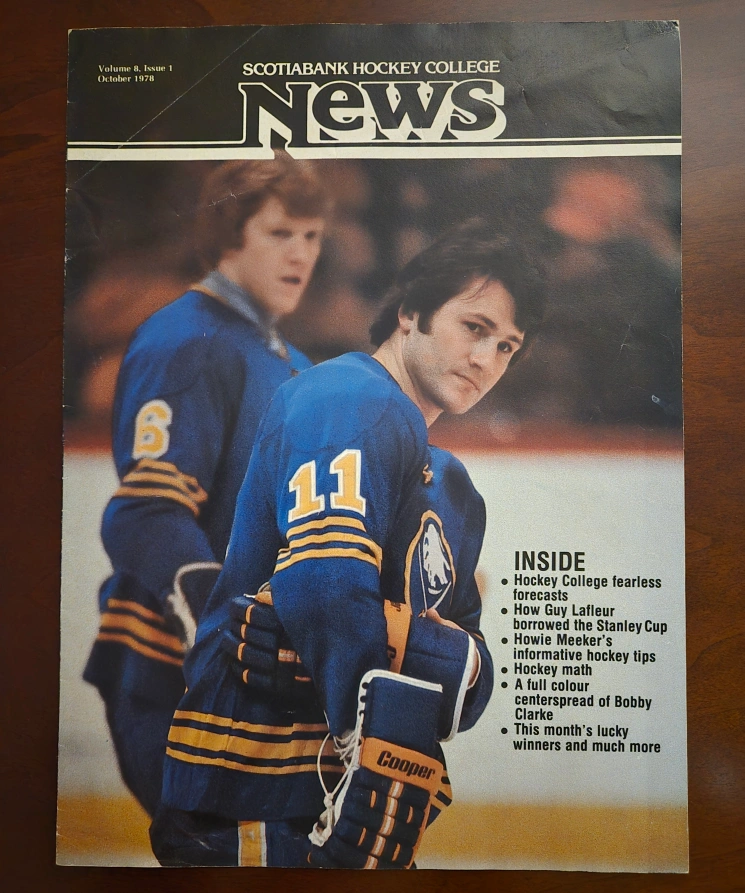 Volume 8, Issue 1
October 1978
SCOTIABANK HOCKEY COLLEGE
News
6
11
INSIDE
• Hockey College fearless
forecasts
• How Guy Lafleur
borrowed the Stanley Cup
• Howie Meeker's
informative hockey tips
• Hockey math
• A full colour
centerspread of Bobby
Clarke
• This month's lucky
winners and much more
Cooper